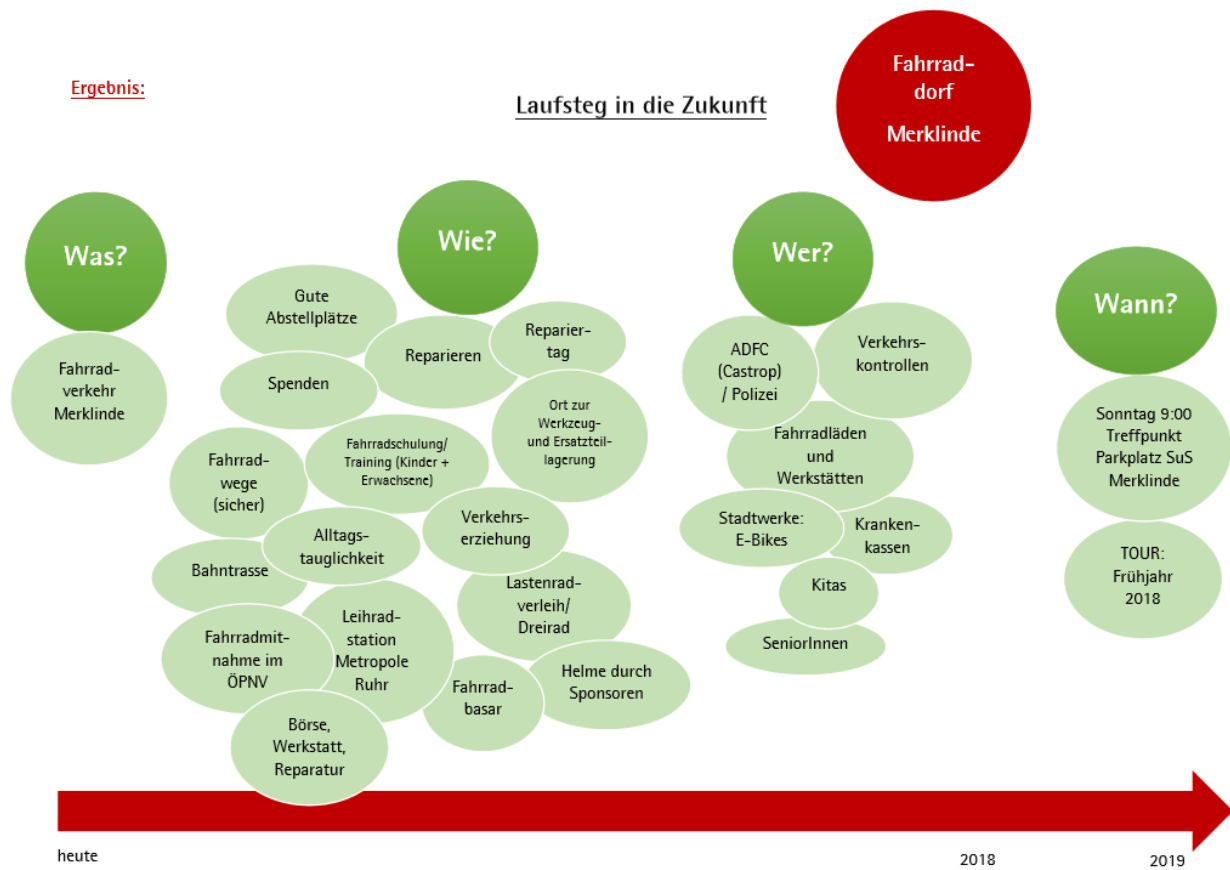 Ergebnis:
Laufsteg in die Zukunft
Fahrrad-
dorf
Merklinde
Was?
Fahrrad-
verkehr
Merklinde
Wie?
Gute
Abstellplätze
Reparieren
Reparier-
tag
Spenden
Ort zur
Werkzeug-
und Ersatzteil-
lagerung
Fahrradschulung/
Training (Kinder +
Erwachsene)
Fahrrad-
wege
(sicher)
Verkehrs-
erziehung
Alltags-
tauglichkeit
Bahntrasse
Lastenrad-
verleih/
Dreirad
Leihrad-
station
Metropole
Ruhr
Fahrradmit-
nahme im
ÖPNV
Helme durch
Sponsoren
Fahrrad-
basar
Börse,
Werkstatt,
Reparatur
Wer?
ADFC
(Castrop)
/ Polizei
Verkehrs-
kontrollen
Fahrradläden
und
Werkstätten
Stadtwerke:
E-Bikes
Kranken-
kassen
Kitas
SeniorInnen
Wann?
Sonntag 9:00
Treffpunkt
Parkplatz SuS
Merklinde
TOUR:
Frühjahr
2018
heute
2018
2019